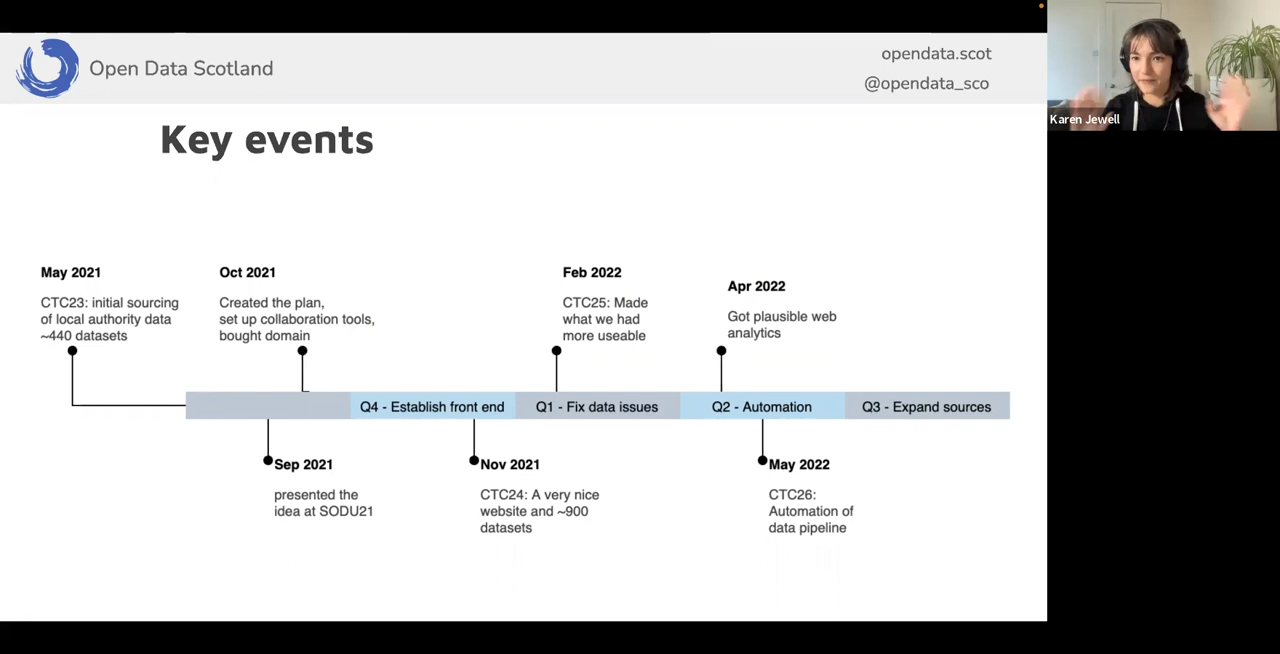 Open Data Scotland
opendata.scot
@opendata_sco
Karen Jewell
Key events
May 2021
CTC23: initial sourcing
of local authority data
~440 datasets
Oct 2021
Created the plan,
set up collaboration tools,
bought domain
Feb 2022
CTC25: Made
what we had
more useable
Apr 2022
Got plausible web
analytics
Q4 - Establish front end
Q1 - Fix data issues
Q2 - Automation
Q3 - Expand sources
Sep 2021
presented the
idea at SODU21
Nov 2021
CTC24: A very nice
website and ~900
datasets
May 2022
CTC26:
Automation of
data pipeline